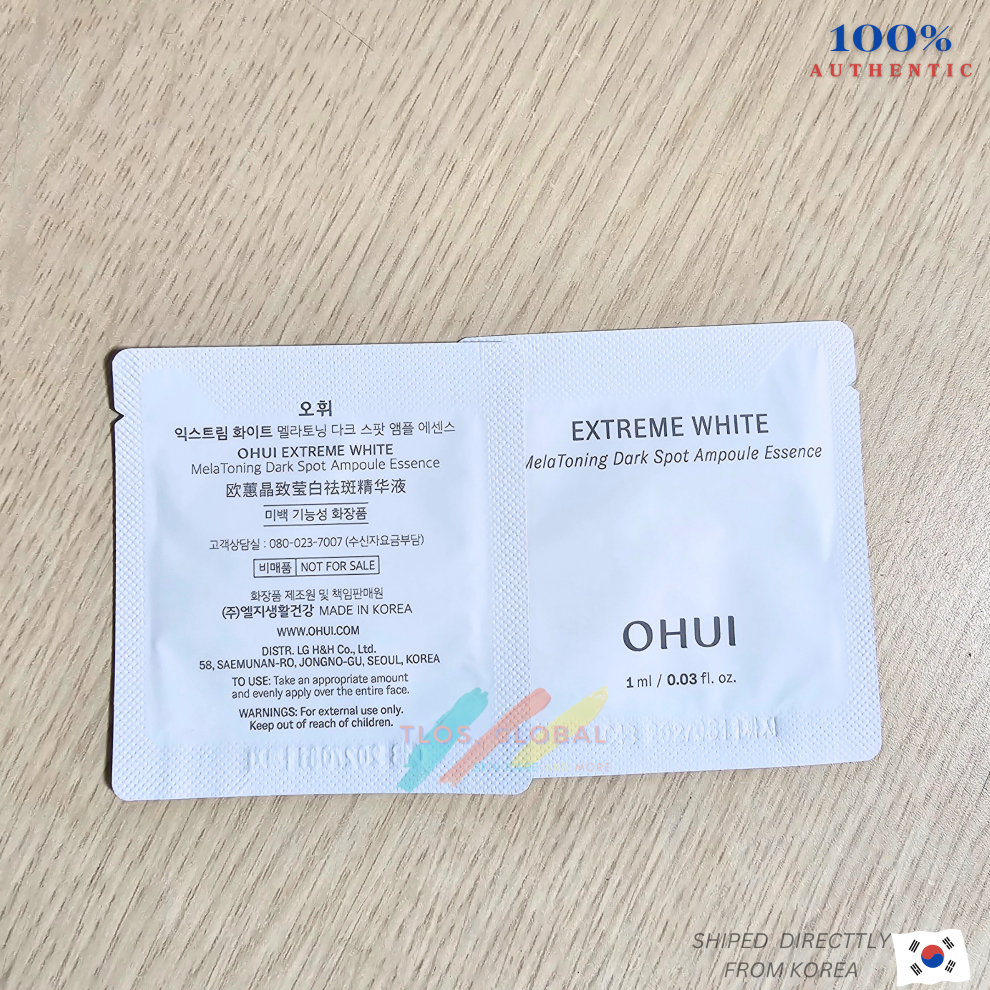 100%
AUTHENTIC
오휘
익스트림 화이트 멜라토닝 다크 스팟 앰플 에센스
OHUI EXTREME WHITE
MelaToning Dark Spot Ampoule Essence
欧蕙晶致莹白祛斑精华液
미백 기능성 화장품
고객상담실 : 080-023-7007 (수신자요금부담)
비매품 NOT FOR SALE
화장품 제조원 및 책임판매원
(주)엘지생활건강 MADE IN KOREA
WWW.OHUI.COM
DISTR. LG H&H Co., Ltd.
58, SAEMUNAN-RO, JONGNO-GU, SEOUL, KOREA
TO USE: Take an appropriate amount
and evenly apply over the entire face.
WARNINGS: For external use only.
Keep out of reach of children.
EXTREME WHITE
MelaToning Dark Spot Ampoule Essence
OHUI
1 ml / 0.03 fl. oz.
TLOS GLOBAL
MORE
SHIPED DIRECTTLY
FROM KOREA